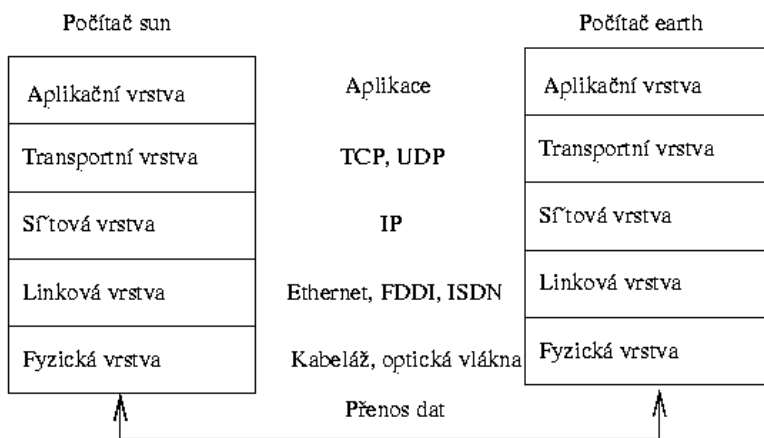 Počítač sun
Počítač earth
Aplikační vrstva
Aplikace
Aplikační vrstva
Transportní vrstva
TCP, UDP
Transportní vrstva
Síťová vrstva
IP
Síťová vrstva
Linková vrstva
Ethernet, FDDI, ISDN
Linková vrstva
Fyzická vrstva
Kabeláž, optická vlákna
Fyzická vrstva
Přenos dat